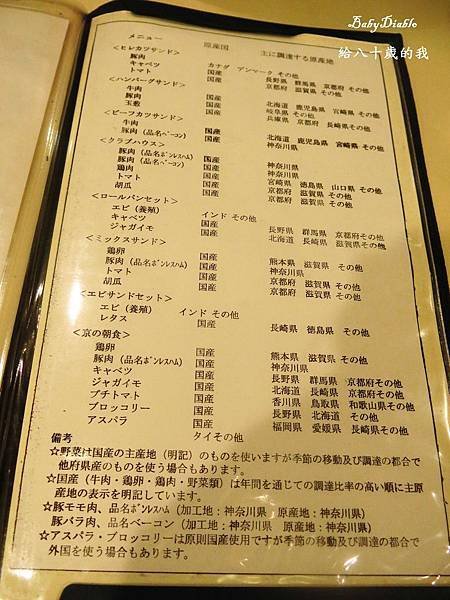 BabyDiablo
給八十歲的我
メニュー 原産国 主に調達する原産地
＜ヒレカツサンド＞
豚肉 カナダ デンマーク その他
キャベツ 国産 長野県 群馬県 京都府その他
トマト 国産 京都府 滋賀県 その他
＜ハンバーグサンド＞
牛肉 国産 北海道 鹿児島県 宮崎県 その他
豚肉 国産 岐阜県 その他
玉葱 国産 兵庫県 京都府 長崎県その他
＜ビーフカツサンド＞
牛肉 国産 北海道 鹿児島県 宮崎県 その他
豚肉（品名ﾍﾞｰｺﾝ） 国産 神奈川県
＜クラブハウス＞
豚肉（品名ﾎﾞﾝﾚｽﾊﾑ） 国産 神奈川県
豚肉（品名ﾍﾞｰｺﾝ） 国産 神奈川県
鶏肉 国産 宮崎県 徳島県 山口県 その他
トマト 国産 京都府 滋賀県 その他
胡瓜 国産 京都府 滋賀県 その他
＜ロールパンセット＞
エビ（養殖） インド その他
キャベツ 国産 長野県 群馬県 京都府その他
ジャガイモ 国産 北海道 長崎県 滋賀県 その他
＜ミックスサンド＞
鶏卵 国産 熊本県 滋賀県 その他
豚肉（品名ﾎﾞﾝﾚｽﾊﾑ） 国産 神奈川県
トマト 国産 京都府 滋賀県 その他
胡瓜 国産 京都府 滋賀県 その他
＜エビサンドセット＞
エビ（養殖） インド その他
レタス 国産 長崎県 徳島県 その他
＜京の朝食＞
鶏卵 国産 熊本県 滋賀県 その他
豚肉（品名ﾎﾞﾝﾚｽﾊﾑ） 国産 神奈川県
キャベツ 国産 長野県 群馬県 京都府その他
ジャガイモ 国産 北海道 長崎県 その他
プチトマト 国産 香川県 鳥取県 和歌山県その他
ブロッコリー 国産 長野県 北海道 その他
アスパラ 国産 福岡県 愛媛県 長崎県その他
タイその他
備考
☆野菜は国産の主産地（明記）のものを使いますが季節の移動及び調達の都合で
他府県産のものを使う場合もあります。
☆国産（牛肉・鶏卵・鶏肉・野菜類）は年間を通じての調達比率の高い順に主原
産地の表示を明記しています。
☆豚モモ肉、品名ﾎﾞﾝﾚｽﾊﾑ（加工地：神奈川県 原産地：神奈川県）
豚バラ肉、品名ベーコン（加工地：神奈川県 原産地：神奈川県）
☆アスパラ・ブロッコリーは原則国産使用ですが季節の移動及び調達の都合で
外国を使う場合もあります。